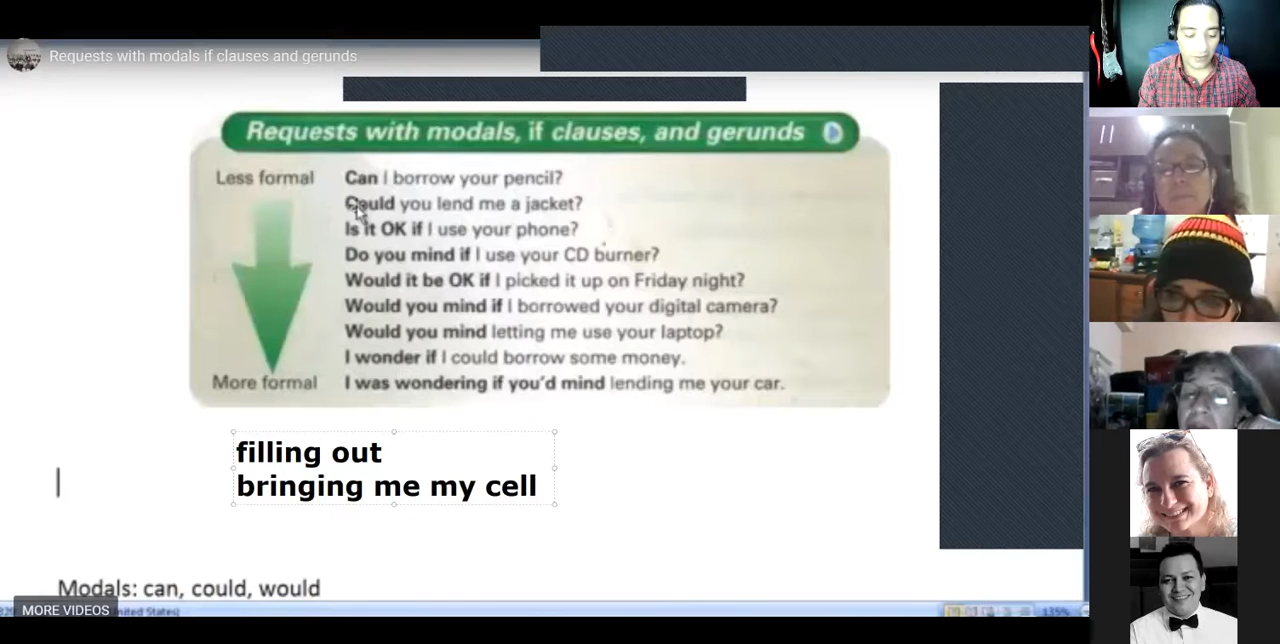 Requests with modals if clauses and gerunds
Requests with modals, if clauses, and gerunds
Less formal
Can I borrow your pencil?
Could you lend me a jacket?
Is it OK if I use your phone?
Do you mind if I use your CD burner?
Would it be OK if I picked it up on Friday night?
Would you mind if I borrowed your digital camera?
Would you mind letting me use your laptop?
I wonder if I could borrow some money.
More formal
I was wondering if you'd mind lending me your car.
filling out
bringing me my cell
Modals: can, could, would
MORE VIDEOS
United States)
135%